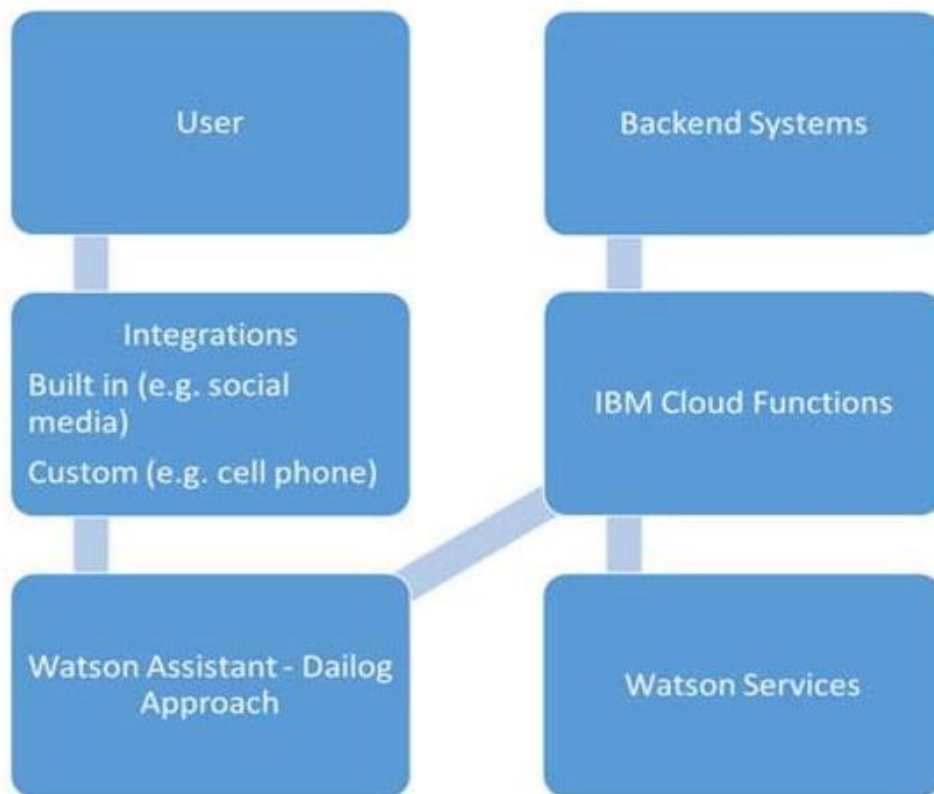 User
Backend Systems
Integrations
Built in (e.g. social
media)
Custom (e.g. cell phone)
IBM Cloud Functions
Watson Assistant - Dailog
Approach
Watson Services